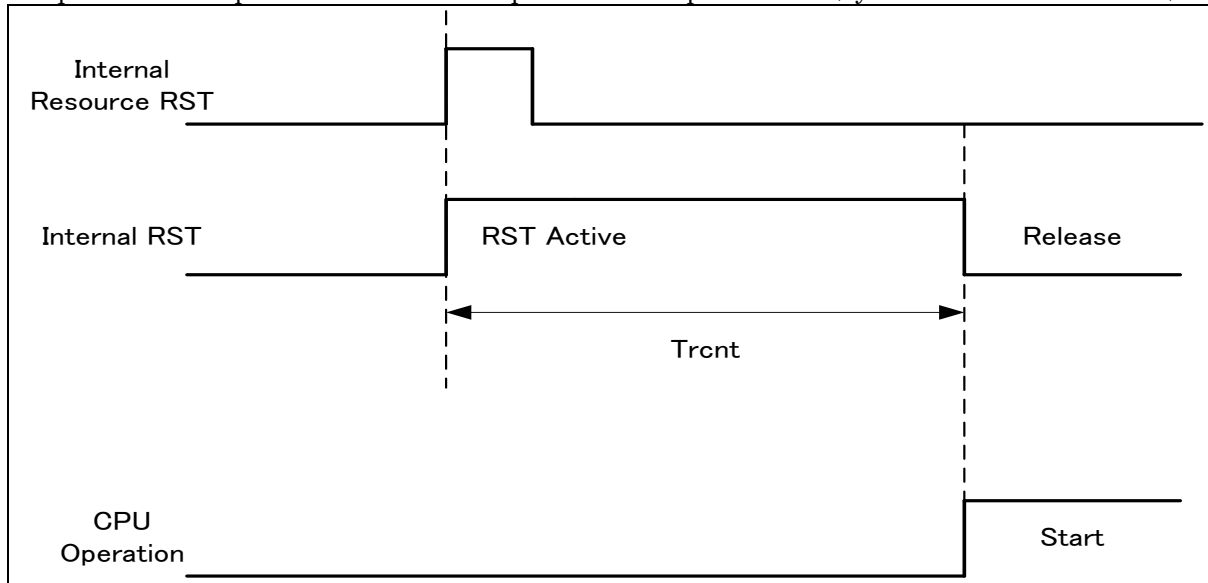 Internal
Resource RST
Internal RST
RST Active
Release
Trcnt
CPU
Operation
Start